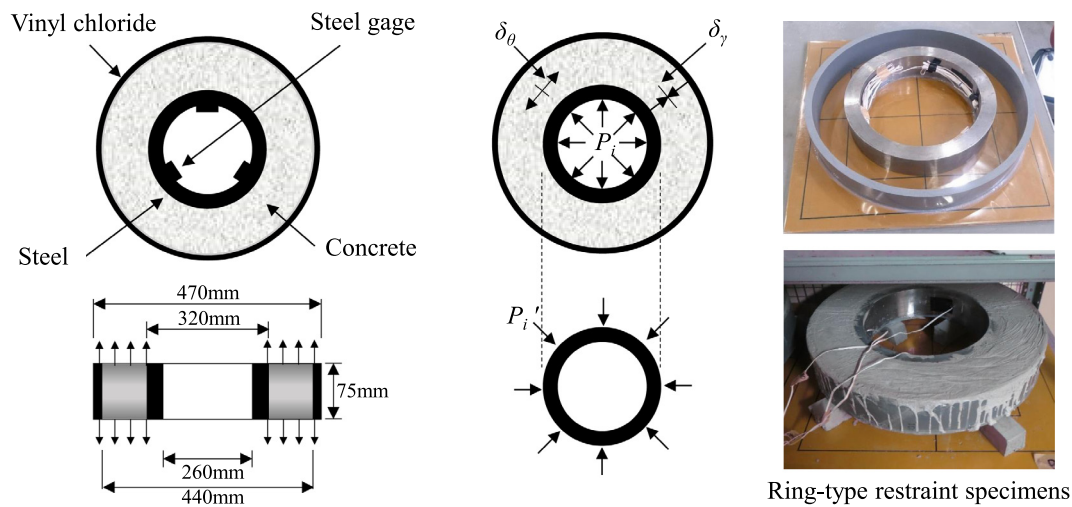 Vinyl chloride
Steel gage
Steel
Concrete
470mm
320mm
75mm
260mm
440mm
δθ
δγ
Pi
Pi'
Ring-type restraint specimens